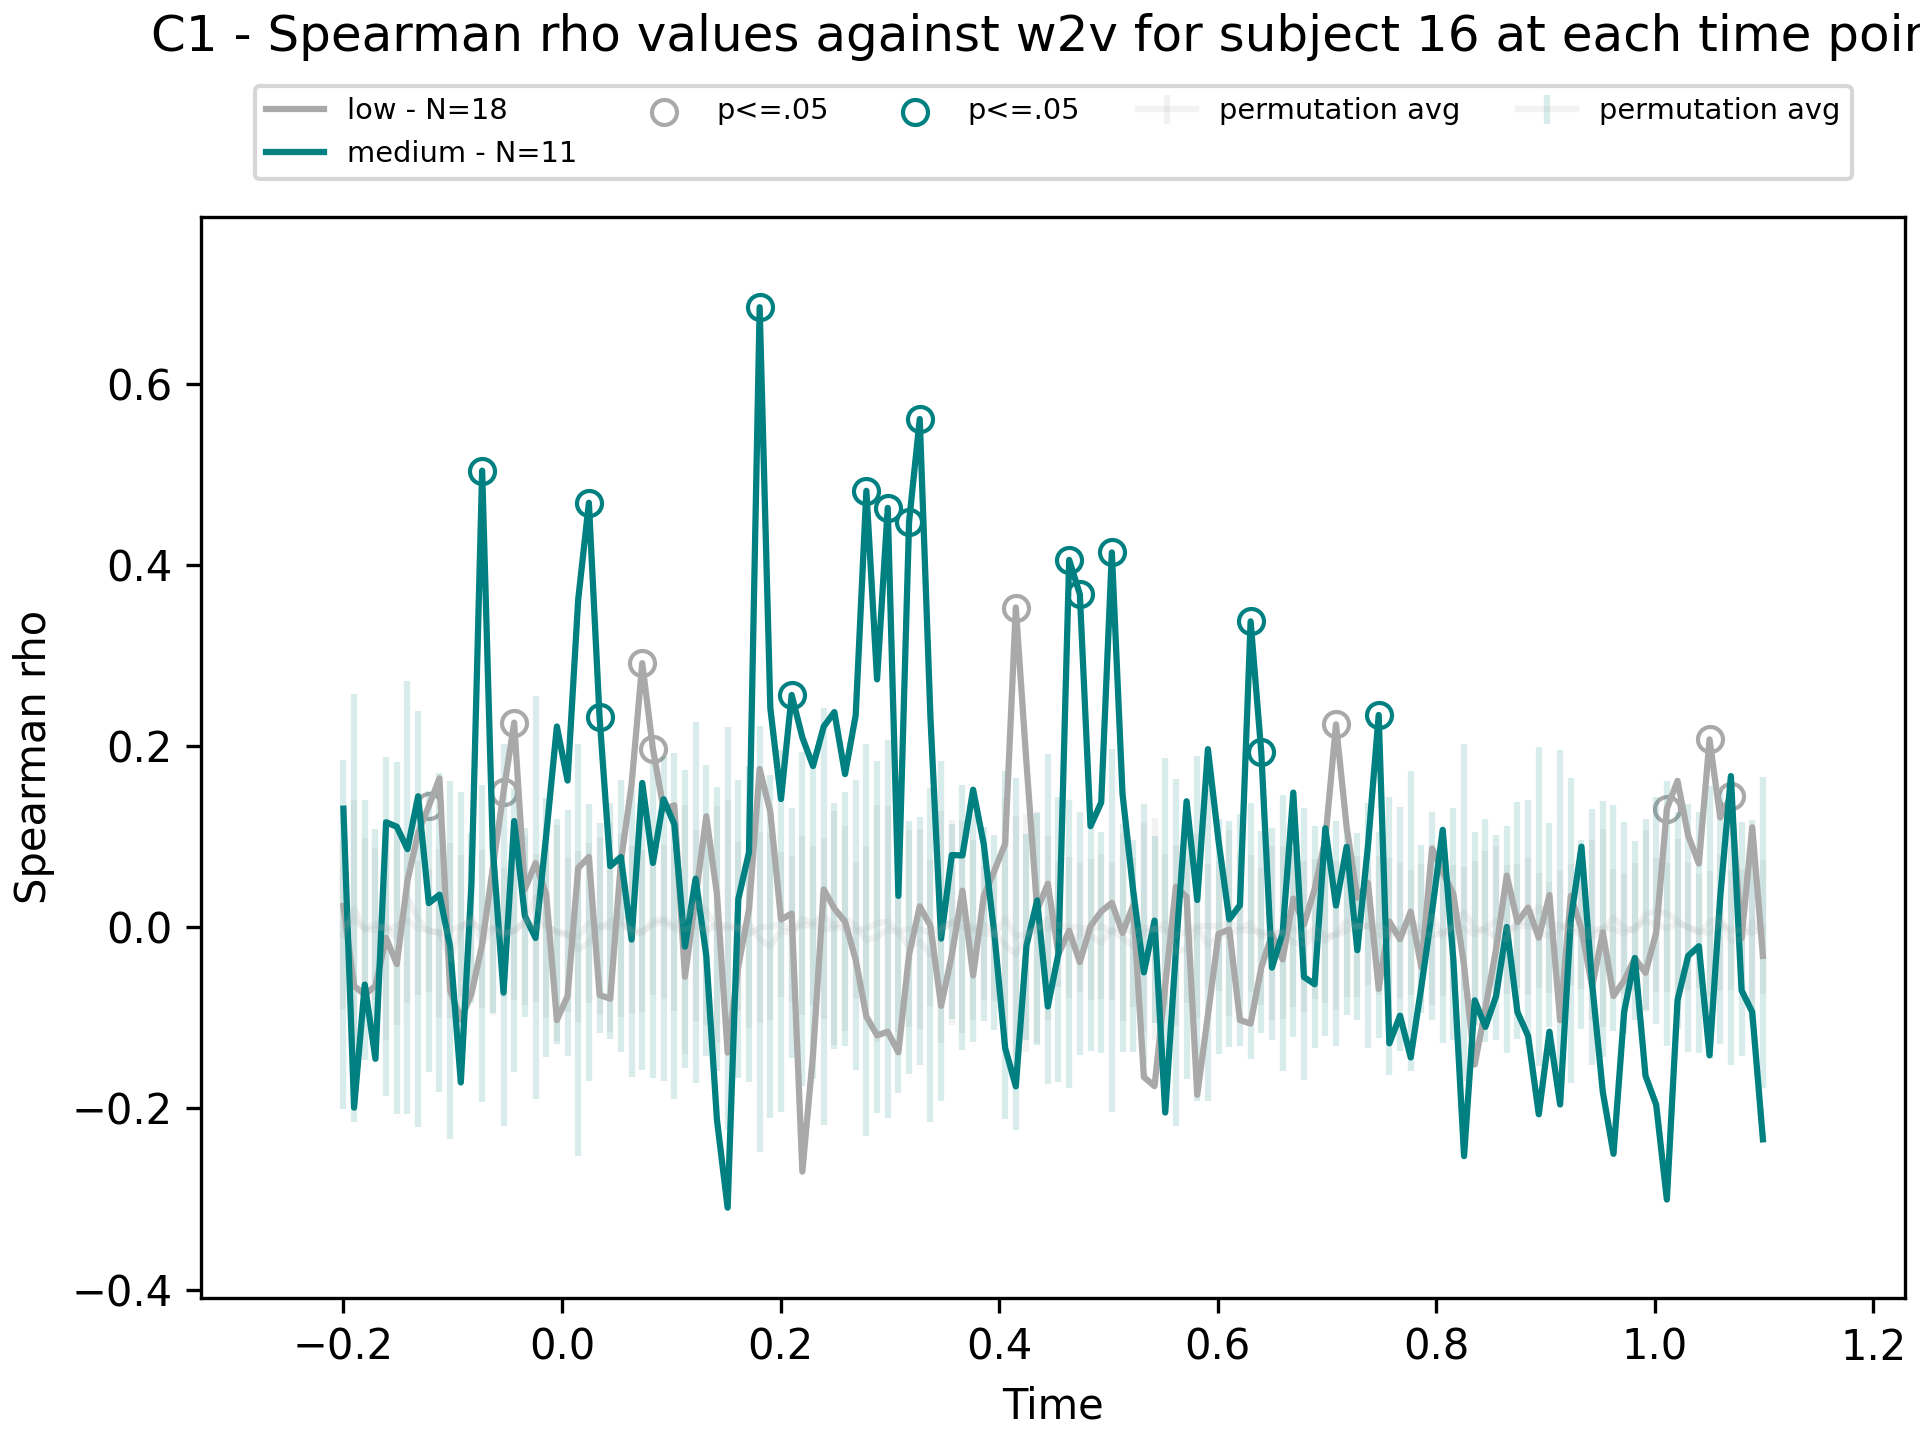 C1 - Spearman rho values against w2v for subject 16 at each time poin
low - N=18 p<=.05 p<=.05 permutation avg permutation avg
medium - N=11
0.6
0.4
0.2
0.0
−0.2
−0.4
Spearman rho
−0.2 0.0 0.2 0.4 0.6 0.8 1.0 1.2
Time